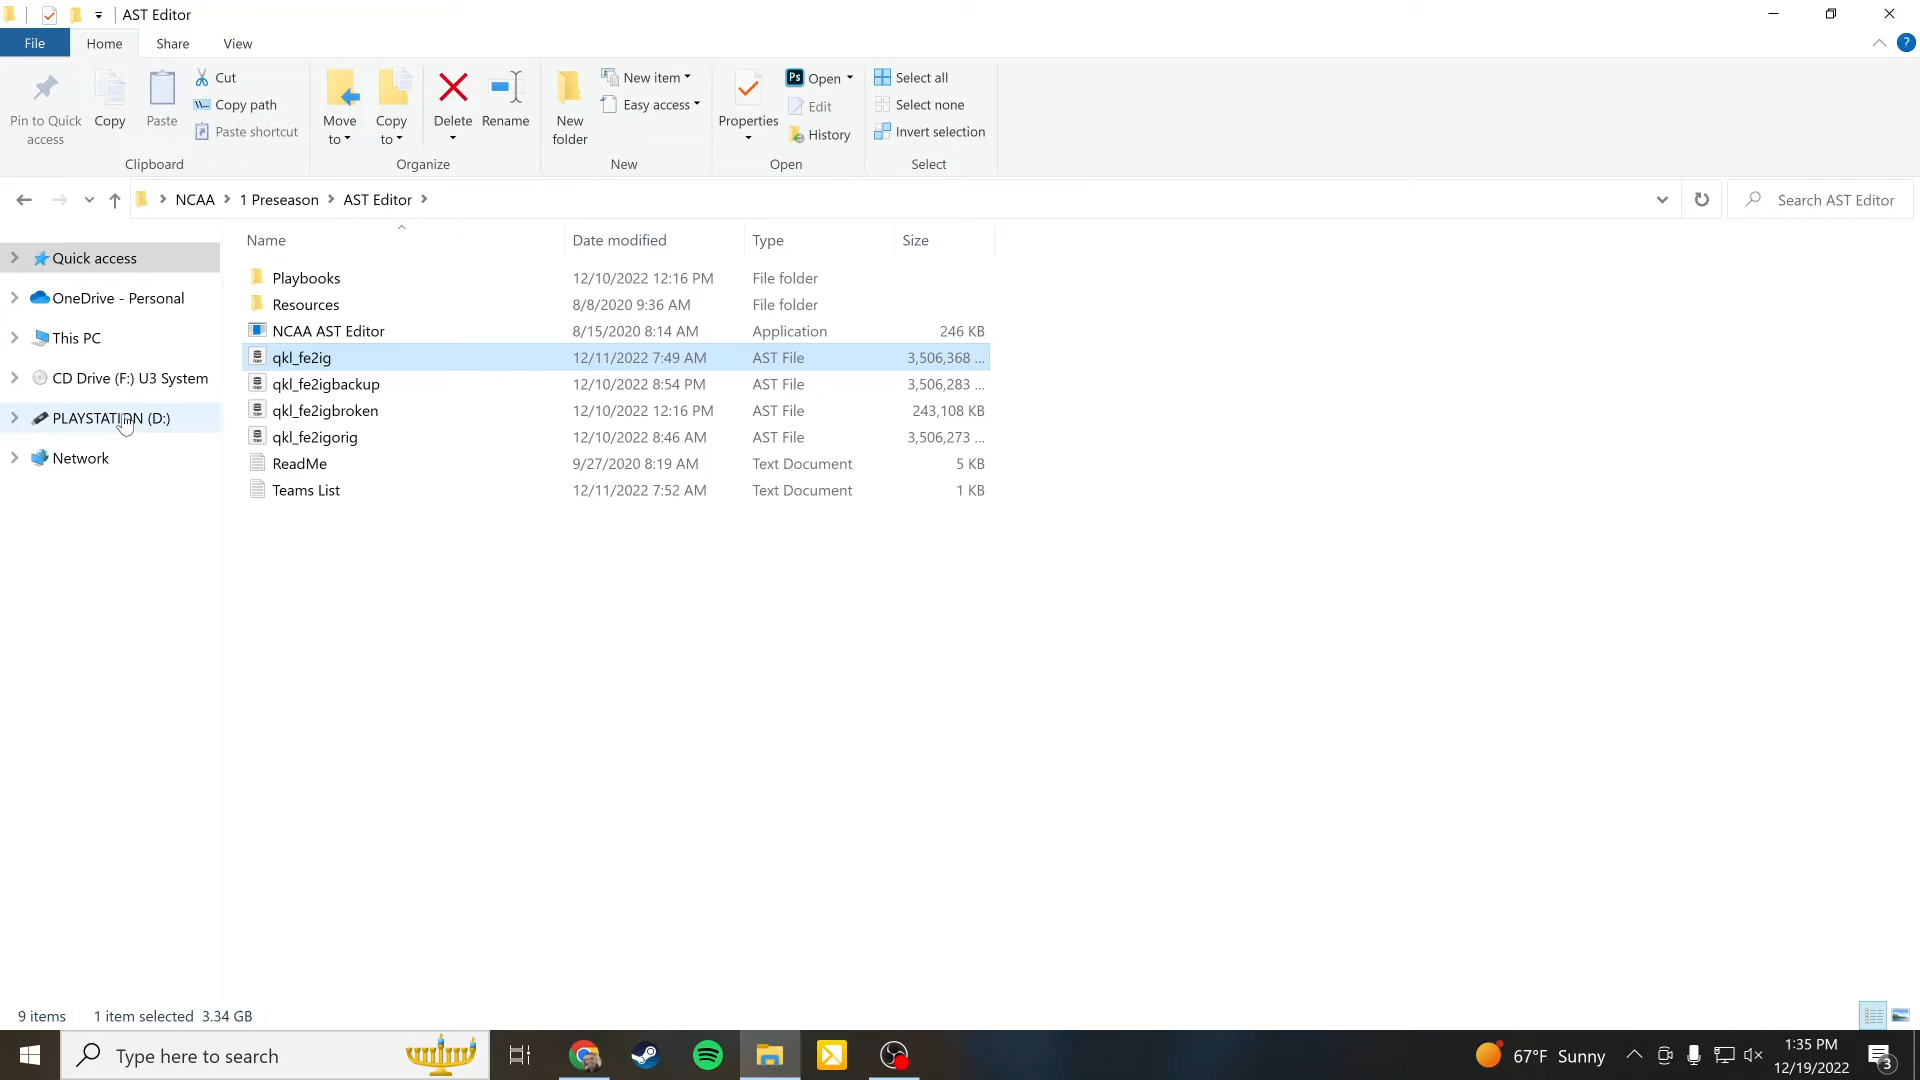 AST Editor
File Home Share View
Pin to Quick access
Copy
Paste
Cut
Copy path
Paste shortcut
Clipboard
Move to
Copy to
Delete
Rename
Organize
New folder
New item
Easy access
New
Properties
Ps Open
Edit
History
Open
Select all
Select none
Invert selection
Select
NCAA 1 Preseason AST Editor
Search AST Editor
Quick access
OneDrive - Personal
This PC
CD Drive (F:) U3 System
PLAYSTATION (D:)
Network
Name Date modified Type Size
Playbooks 12/10/2022 12:16 PM File folder
Resources 8/8/2020 9:36 AM File folder
NCAA AST Editor 8/15/2020 8:14 AM Application 246 KB
qkl_fe2ig 12/11/2022 7:49 AM AST File 3,506,368 ...
qkl_fe2igbackup 12/10/2022 8:54 PM AST File 3,506,283 ...
qkl_fe2igbroken 12/10/2022 12:16 PM AST File 243,108 KB
qkl_fe2igorig 12/10/2022 8:46 AM AST File 3,506,273 ...
ReadMe 9/27/2020 8:19 AM Text Document 5 KB
Teams List 12/11/2022 7:52 AM Text Document 1 KB
9 items 1 item selected 3.34 GB
Type here to search
67°F Sunny
1:35 PM
12/19/2022
3